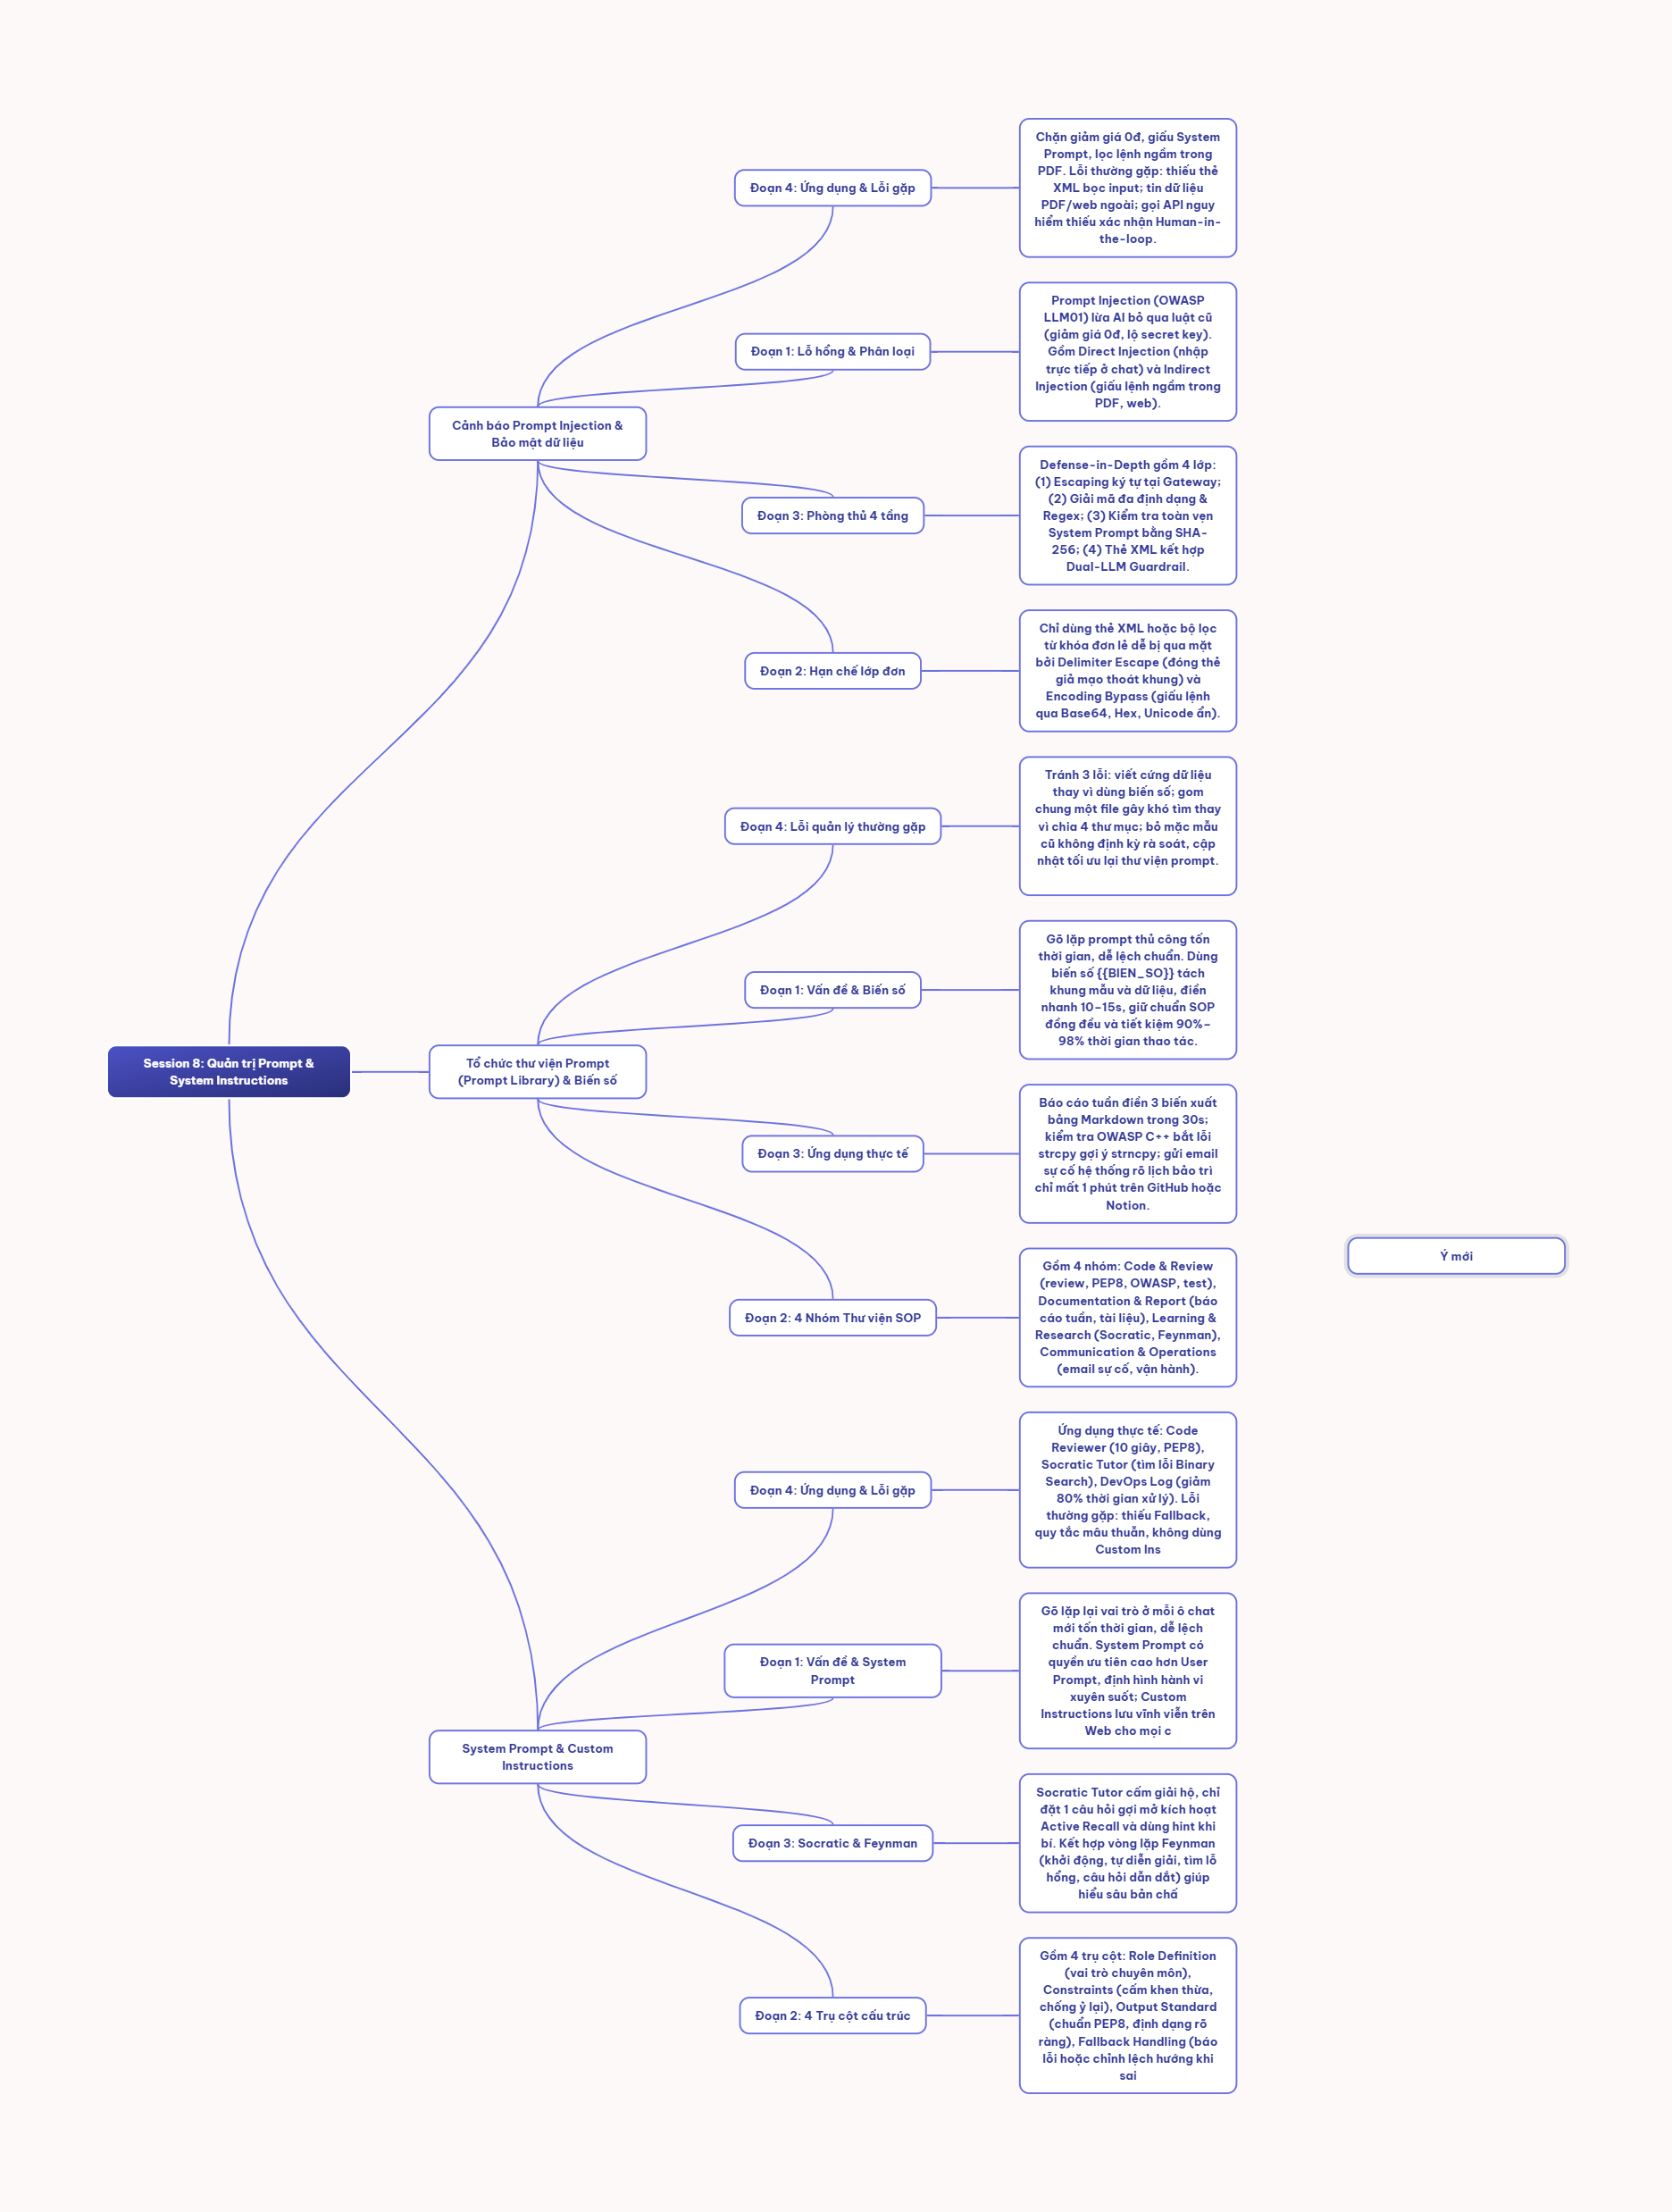 Chặn giảm giá 0đ, giấu System
Prompt, lọc lệnh ngầm trong
PDF. Lỗi thường gặp: thiếu thẻ
XML bọc input; tin dữ liệu
PDF/web ngoài; gọi API nguy
hiểm thiếu xác nhận Human-in-
the-loop.
Đoạn 4: Ứng dụng & Lỗi gặp
Prompt Injection (OWASP
LLM01) lừa AI bỏ qua luật cũ
(giảm giá 0đ, lộ secret key).
Gồm Direct Injection (nhập
trực tiếp ở chat) và Indirect
Injection (giấu lệnh ngầm trong
PDF, web).
Đoạn 1: Lỗ hổng & Phân loại
Cảnh báo Prompt Injection &
Bảo mật dữ liệu
Defense-in-Depth gồm 4 lớp:
(1) Escaping ký tự tại Gateway;
(2) Giải mã đa định dạng &
Regex; (3) Kiểm tra toàn vẹn
System Prompt bằng SHA-
256; (4) Thẻ XML kết hợp
Dual-LLM Guardrail.
Đoạn 3: Phòng thủ 4 tầng
Chỉ dùng thẻ XML hoặc bộ lọc
từ khóa đơn lẻ dễ bị qua mặt
bởi Delimiter Escape (đóng thẻ
giả mạo thoát khung) và
Encoding Bypass (giấu lệnh
qua Base64, Hex, Unicode ẩn).
Đoạn 2: Hạn chế lớp đơn
Tránh 3 lỗi: viết cứng dữ liệu
thay vì dùng biến số; gom
chung một file gây khó tìm thay
vì chia 4 thư mục; bỏ mặc mẫu
cũ không định kỳ rà soát, cập
nhật tối ưu lại thư viện prompt.
Đoạn 4: Lỗi quản lý thường gặp
Gõ lặp prompt thủ công tốn
thời gian, dễ lệch chuẩn. Dùng
biến số {{BIEN_SO}} tách
khung mẫu và dữ liệu, điền
nhanh 10–15s, giữ chuẩn SOP
đồng đều và tiết kiệm 90%–
98% thời gian thao tác.
Đoạn 1: Vấn đề & Biến số
Session 8: Quản trị Prompt &
System Instructions
Tổ chức thư viện Prompt
(Prompt Library) & Biến số
Báo cáo tuần điền 3 biến xuất
bảng Markdown trong 30s;
kiểm tra OWASP C++ bắt lỗi
strcpy gợi ý strncpy; gửi email
sự cố hệ thống rõ lịch bảo trì
chỉ mất 1 phút trên GitHub hoặc
Notion.
Đoạn 3: Ứng dụng thực tế
Ý mới
Gồm 4 nhóm: Code & Review
(review, PEP8, OWASP, test),
Documentation & Report (báo
cáo tuần, tài liệu), Learning &
Research (Socratic, Feynman),
Communication & Operations
(email sự cố, vận hành).
Đoạn 2: 4 Nhóm Thư viện SOP
Ứng dụng thực tế: Code
Reviewer (10 giây, PEP8),
Socratic Tutor (tìm lỗi Binary
Search), DevOps Log (giảm
80% thời gian xử lý). Lỗi
thường gặp: thiếu Fallback,
quy tắc mâu thuẫn, không dùng
Custom Ins
Đoạn 4: Ứng dụng & Lỗi gặp
Gõ lặp lại vai trò ở mỗi ô chat
mới tốn thời gian, dễ lệch
chuẩn. System Prompt có
quyền ưu tiên cao hơn User
Prompt, định hình hành vi
xuyên suốt; Custom
Instructions lưu vĩnh viễn trên
Web cho mọi c
Đoạn 1: Vấn đề & System
Prompt
System Prompt & Custom
Instructions
Socratic Tutor cấm giải hộ, chỉ
đặt 1 câu hỏi gợi mở kích hoạt
Active Recall và dùng hint khi
bí. Kết hợp vòng lặp Feynman
(khởi động, tự diễn giải, tìm lỗ
hổng, câu hỏi dẫn dắt) giúp
hiểu sâu bản chấ
Đoạn 3: Socratic & Feynman
Gồm 4 trụ cột: Role Definition
(vai trò chuyên môn),
Constraints (cấm khen thừa,
chống ỷ lại), Output Standard
(chuẩn PEP8, định dạng rõ
ràng), Fallback Handling (báo
lỗi hoặc chỉnh lệch hướng khi
sai
Đoạn 2: 4 Trụ cột cấu trúc